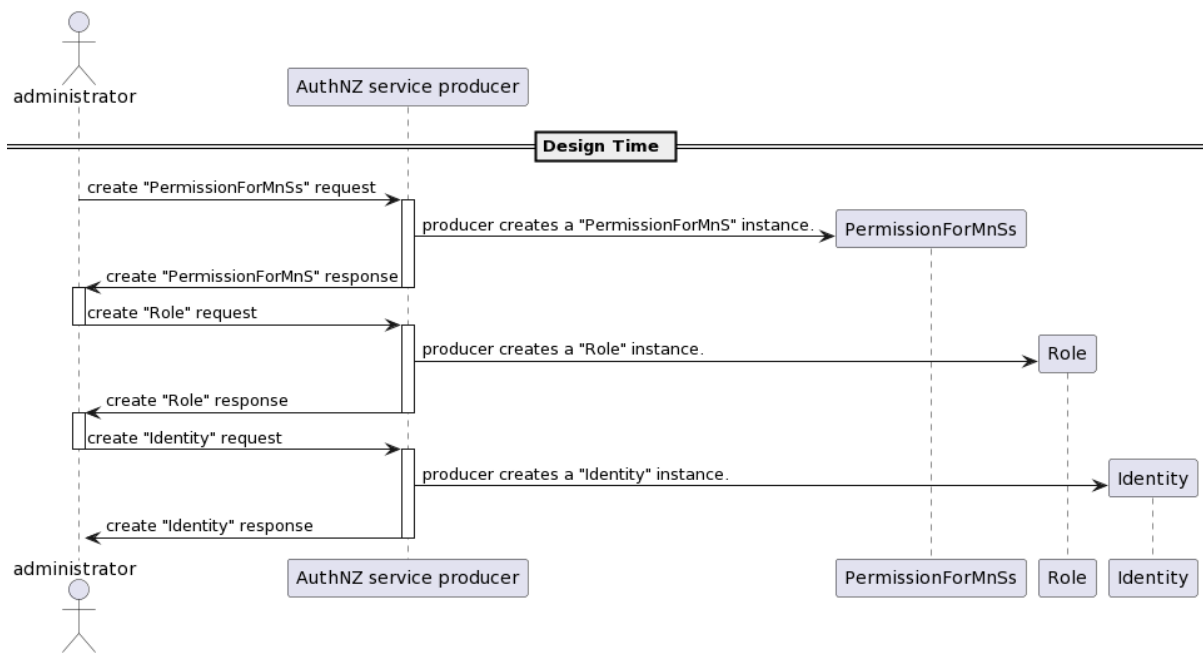 administrator
AuthNZ service producer
Design Time
create "PermissionForMnSs" request
producer creates a "PermissionForMnS" instance.
PermissionForMnSs
create "PermissionForMnS" response
create "Role" request
producer creates a "Role" instance.
Role
create "Role" response
create "Identity" request
producer creates a "Identity" instance.
Identity
create "Identity" response
administrator
AuthNZ service producer
PermissionForMnSs
Role
Identity